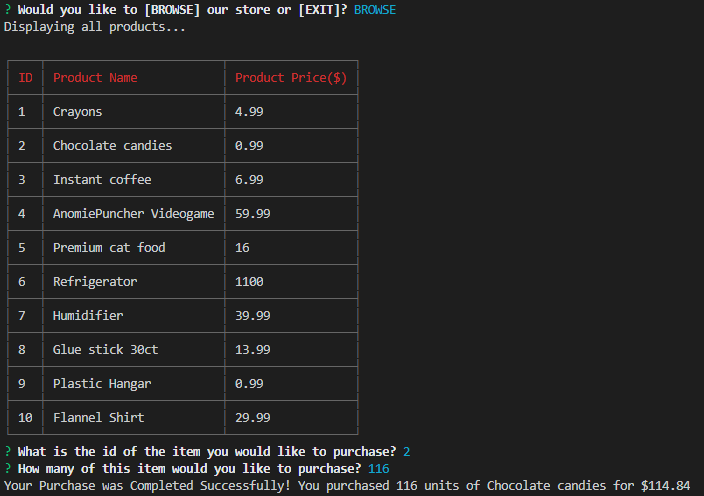 ? Would you like to [BROWSE] our store or [EXIT]? BROWSE
Displaying all products...
ID Product Name Product Price($)
1 Crayons 4.99
2 Chocolate candies 0.99
3 Instant coffee 6.99
4 AnomiePuncher Videogame 59.99
5 Premium cat food 16
6 Refrigerator 1100
7 Humidifier 39.99
8 Glue stick 30ct 13.99
9 Plastic Hangar 0.99
10 Flannel Shirt 29.99
? What is the id of the item you would like to purchase? 2
? How many of this item would you like to purchase? 116
Your Purchase was Completed Successfully! You purchased 116 units of Chocolate candies for $114.84